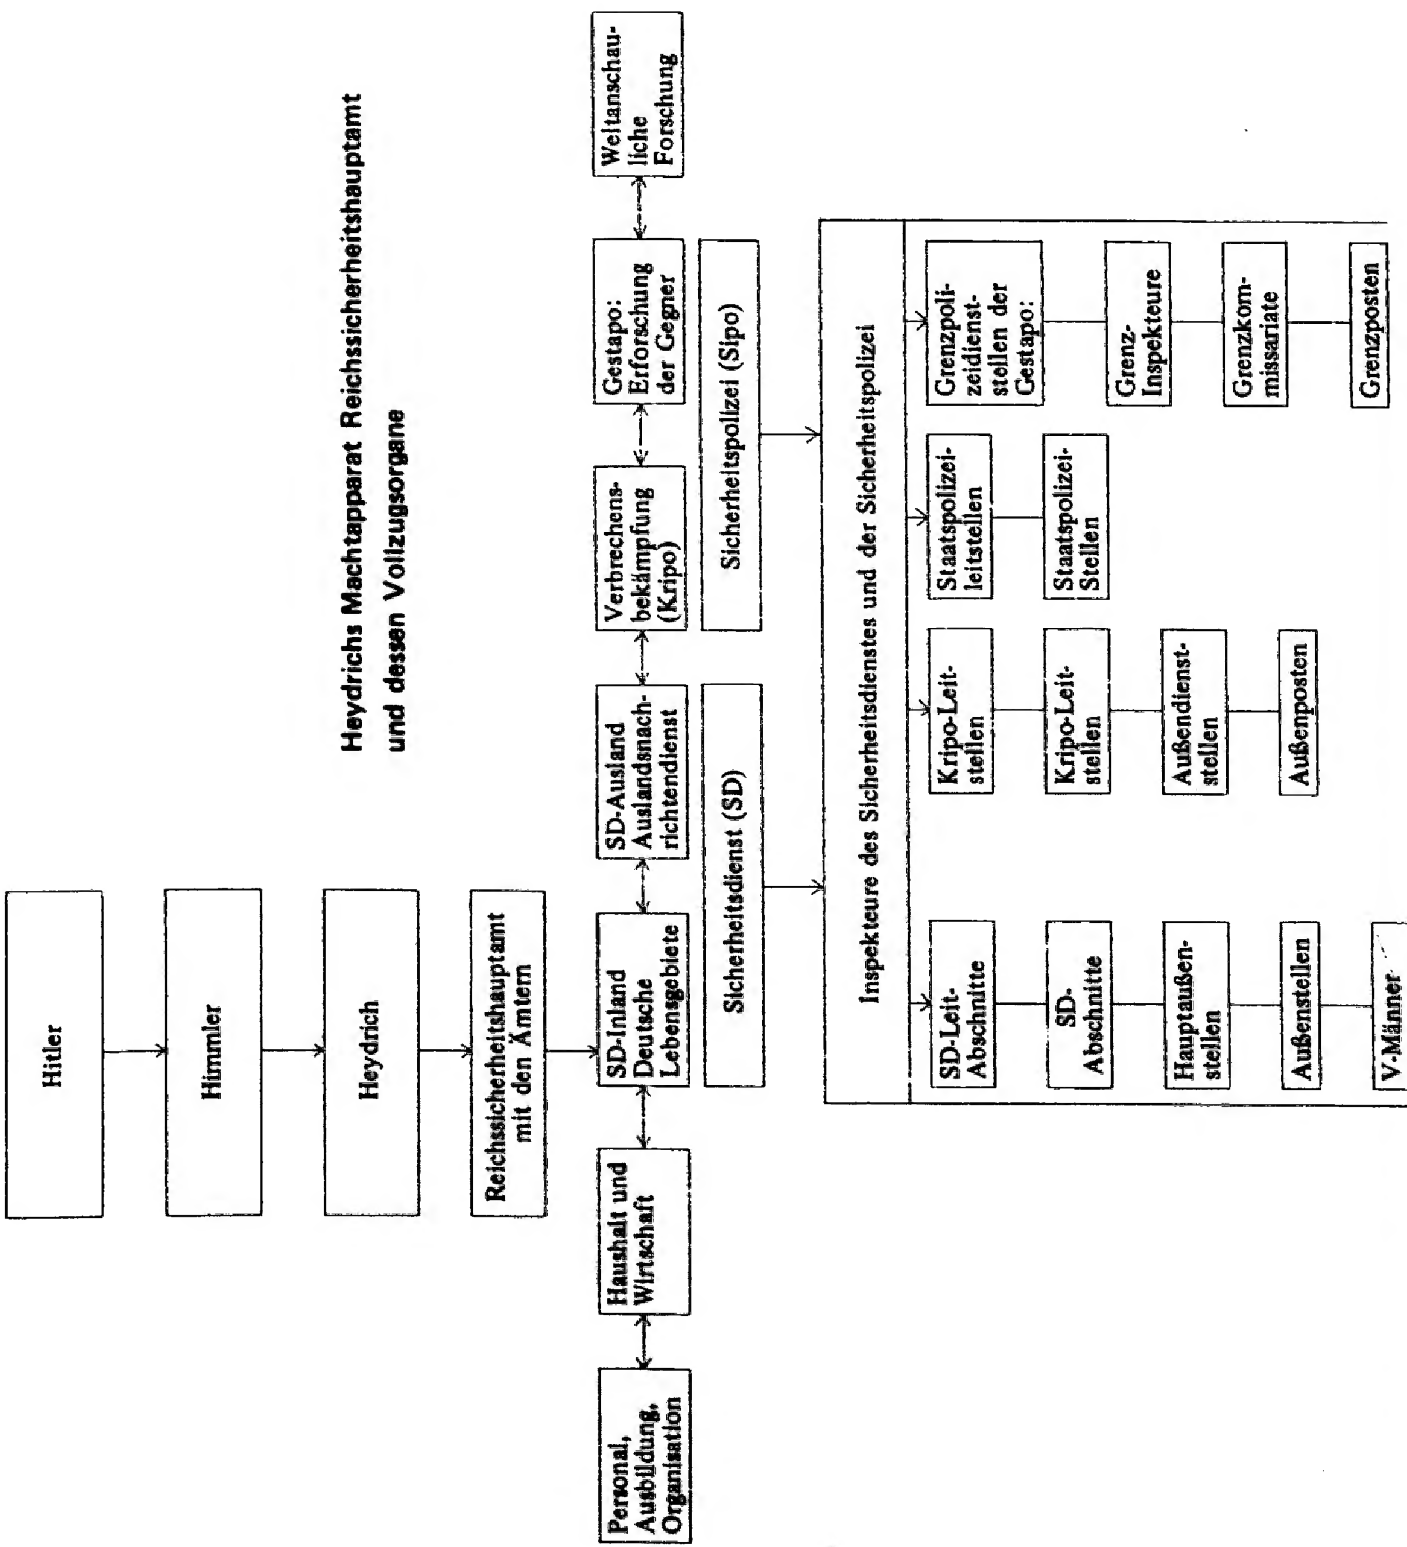 Heydrichs Machtapparat Reichssicherheitshauptamt
und dessen Vollzugsorgane
Hitler
Himmler
Heydrich
Reichssicherheitshauptamt
mit den Ämtern
Personal,
Ausbildung,
Organisation
Haushalt und
Wirtschaft
SD-Inland
Deutsche
Lebensgebiete
SD-Ausland
Auslandsnach-
richtendienst
Verbrechens-
bekämpfung
(Kripo)
Gestapo:
Erforschung
der Gegner
Weltanschau-
liche
Forschung
Sicherheitsdienst (SD)
Sicherheitspolizei (Sipo)
Inspekteure des Sicherheitsdienstes und der Sicherheitspolizei
SD-Leit-
Abschnitte
SD-
Abschnitte
Hauptaußen-
stellen
Außenstellen
V-Männer
Kripo-Leit-
stellen
Kripo-Leit-
stellen
Außendienst-
stellen
Außenposten
Staatspolizei-
leitstellen
Staatspolizei-
Stellen
Grenzpoli-
zeidienst-
stellen der
Gestapo:
Grenz-
Inspekteure
Grenzkom-
missariate
Grenzposten